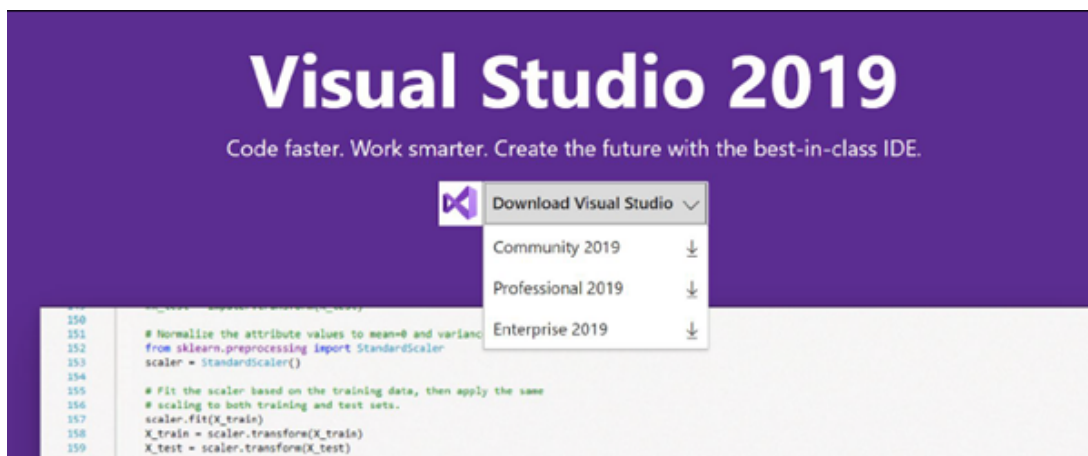 Visual Studio 2019
Code faster. Work smarter. Create the future with the best-in-class IDE.
Download Visual Studio
Community 2019
Professional 2019
Enterprise 2019
150
151 # Normalize the attribute values to mean=0 and varianc
152 from sklearn.preprocessing import StandardScaler
153 scaler = StandardScaler()
154
155 # Fit the scaler based on the training data, then apply the same
156 # scaling to both training and test sets.
157 scaler.fit(X_train)
158 X_train = scaler.transform(X_train)
159 X_test = scaler.transform(X_test)